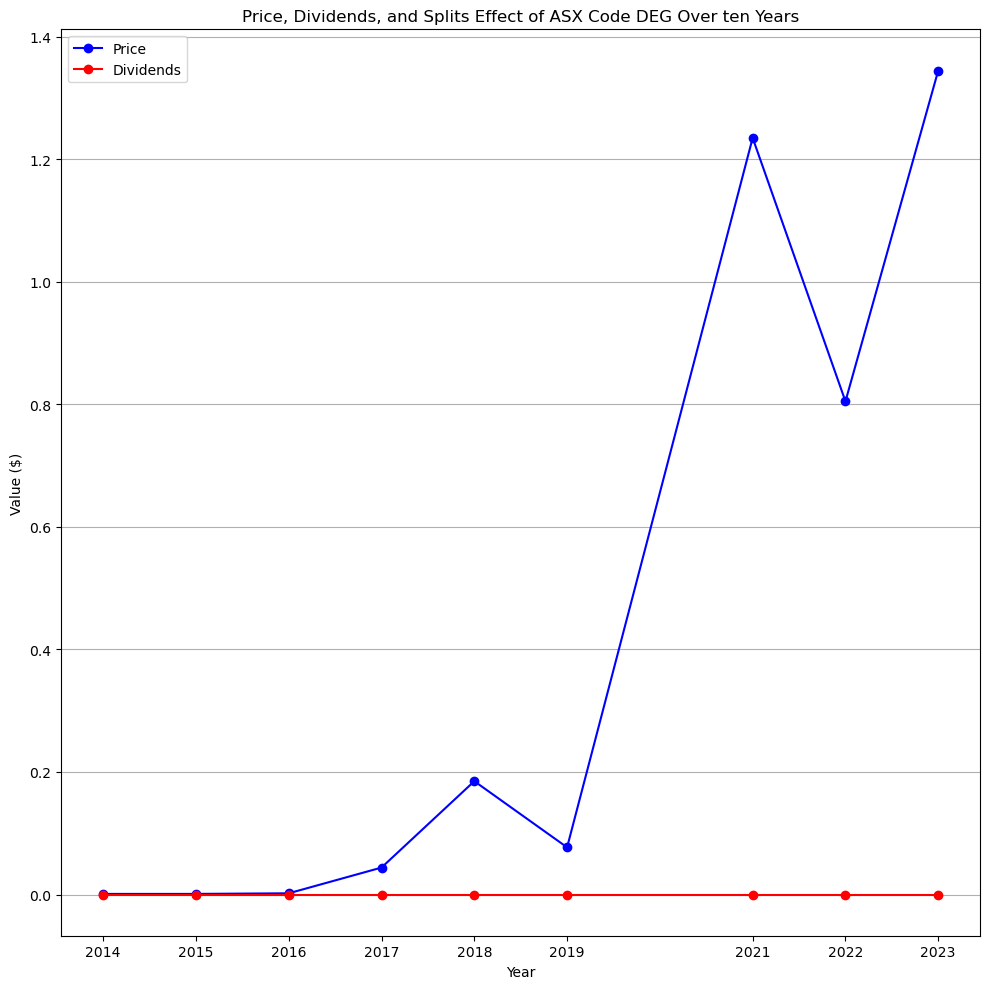 Price, Dividends, and Splits Effect of ASX Code DEG Over ten Years
Price
Dividends
Value ($)
1.4
1.2
1.0
0.8
0.6
0.4
0.2
0.0
2014 2015 2016 2017 2018 2019 2021 2022 2023
Year